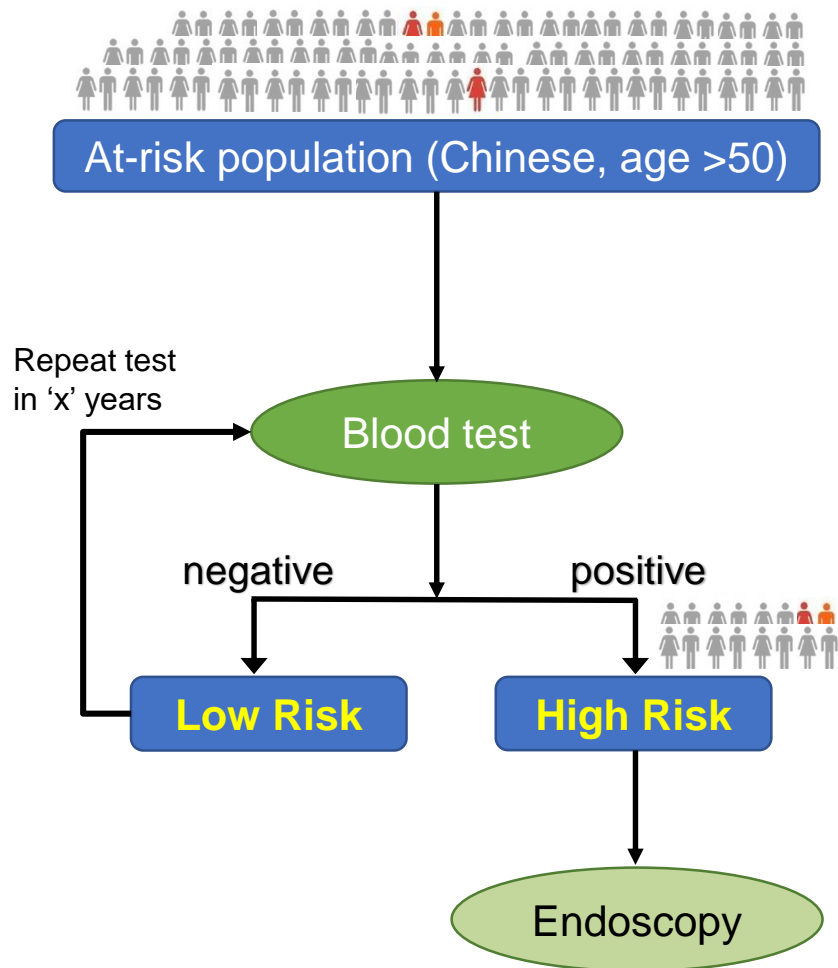 At-risk population (Chinese, age >50)
Repeat test
in ‘x’ years
Blood test
negative
positive
Low Risk
High Risk
Endoscopy